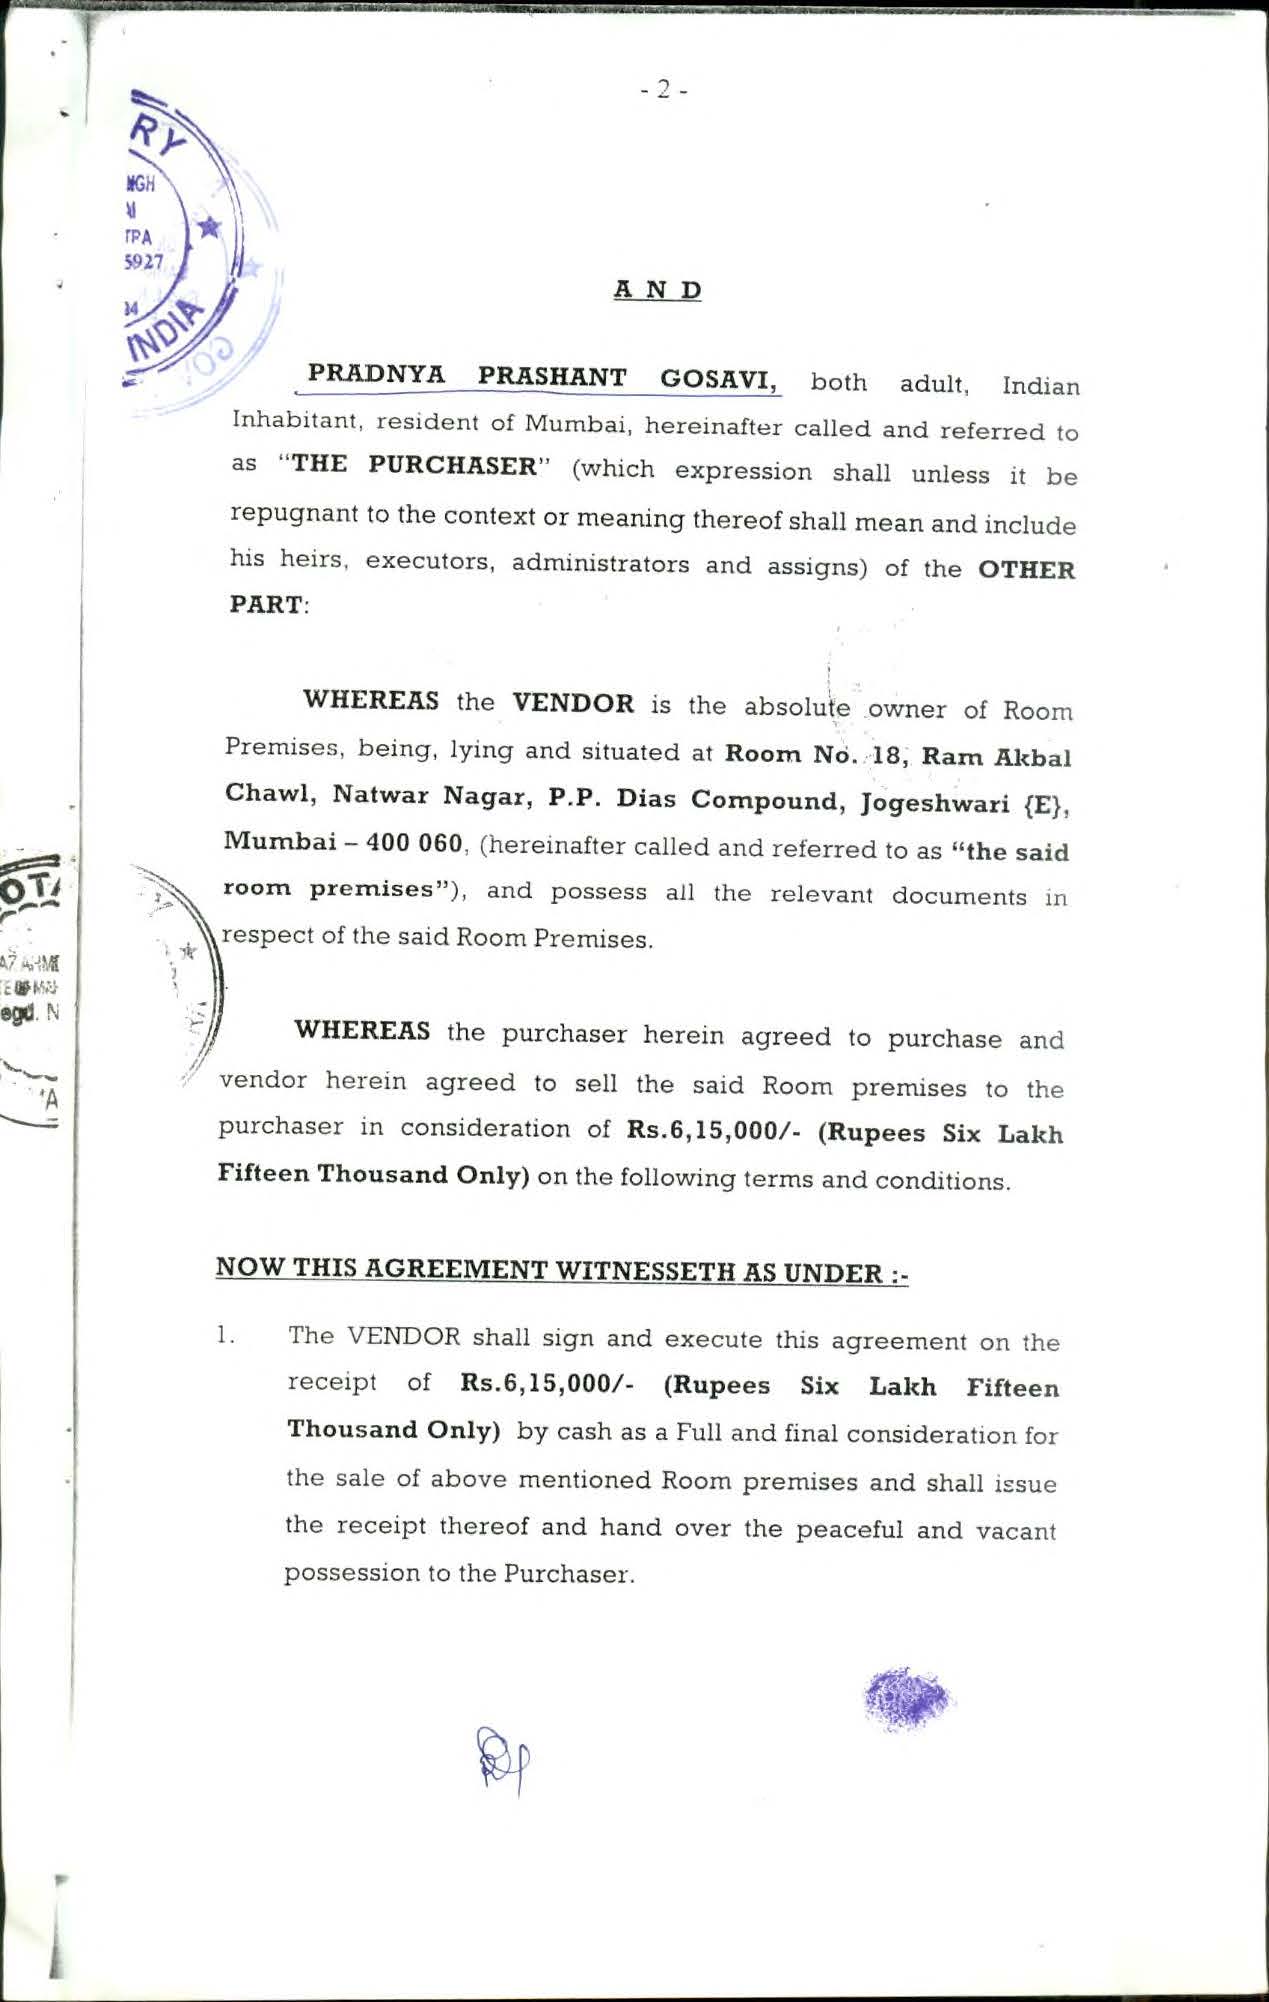 - 2 -
RY
INDIA
5927
A N D
PRADNYA PRASHANT GOSAVI, both adult, Indian
Inhabitant, resident of Mumbai, hereinafter called and referred to
as “THE PURCHASER” (which expression shall unless it be
repugnant to the context or meaning thereof shall mean and include
his heirs, executors, administrators and assigns) of the OTHER
PART:
WHEREAS the VENDOR is the absolute owner of Room
Premises, being, lying and situated at Room No. 18, Ram Akbal
Chawl, Natwar Nagar, P.P. Dias Compound, Jogeshwari {E},
Mumbai – 400 060, (hereinafter called and referred to as “the said
room premises”), and possess all the relevant documents in
respect of the said Room Premises.
WHEREAS the purchaser herein agreed to purchase and
vendor herein agreed to sell the said Room premises to the
purchaser in consideration of Rs.6,15,000/- (Rupees Six Lakh
Fifteen Thousand Only) on the following terms and conditions.
NOW THIS AGREEMENT WITNESSETH AS UNDER :-
1. The VENDOR shall sign and execute this agreement on the
receipt of Rs.6,15,000/- (Rupees Six Lakh Fifteen
Thousand Only) by cash as a Full and final consideration for
the sale of above mentioned Room premises and shall issue
the receipt thereof and hand over the peaceful and vacant
possession to the Purchaser.